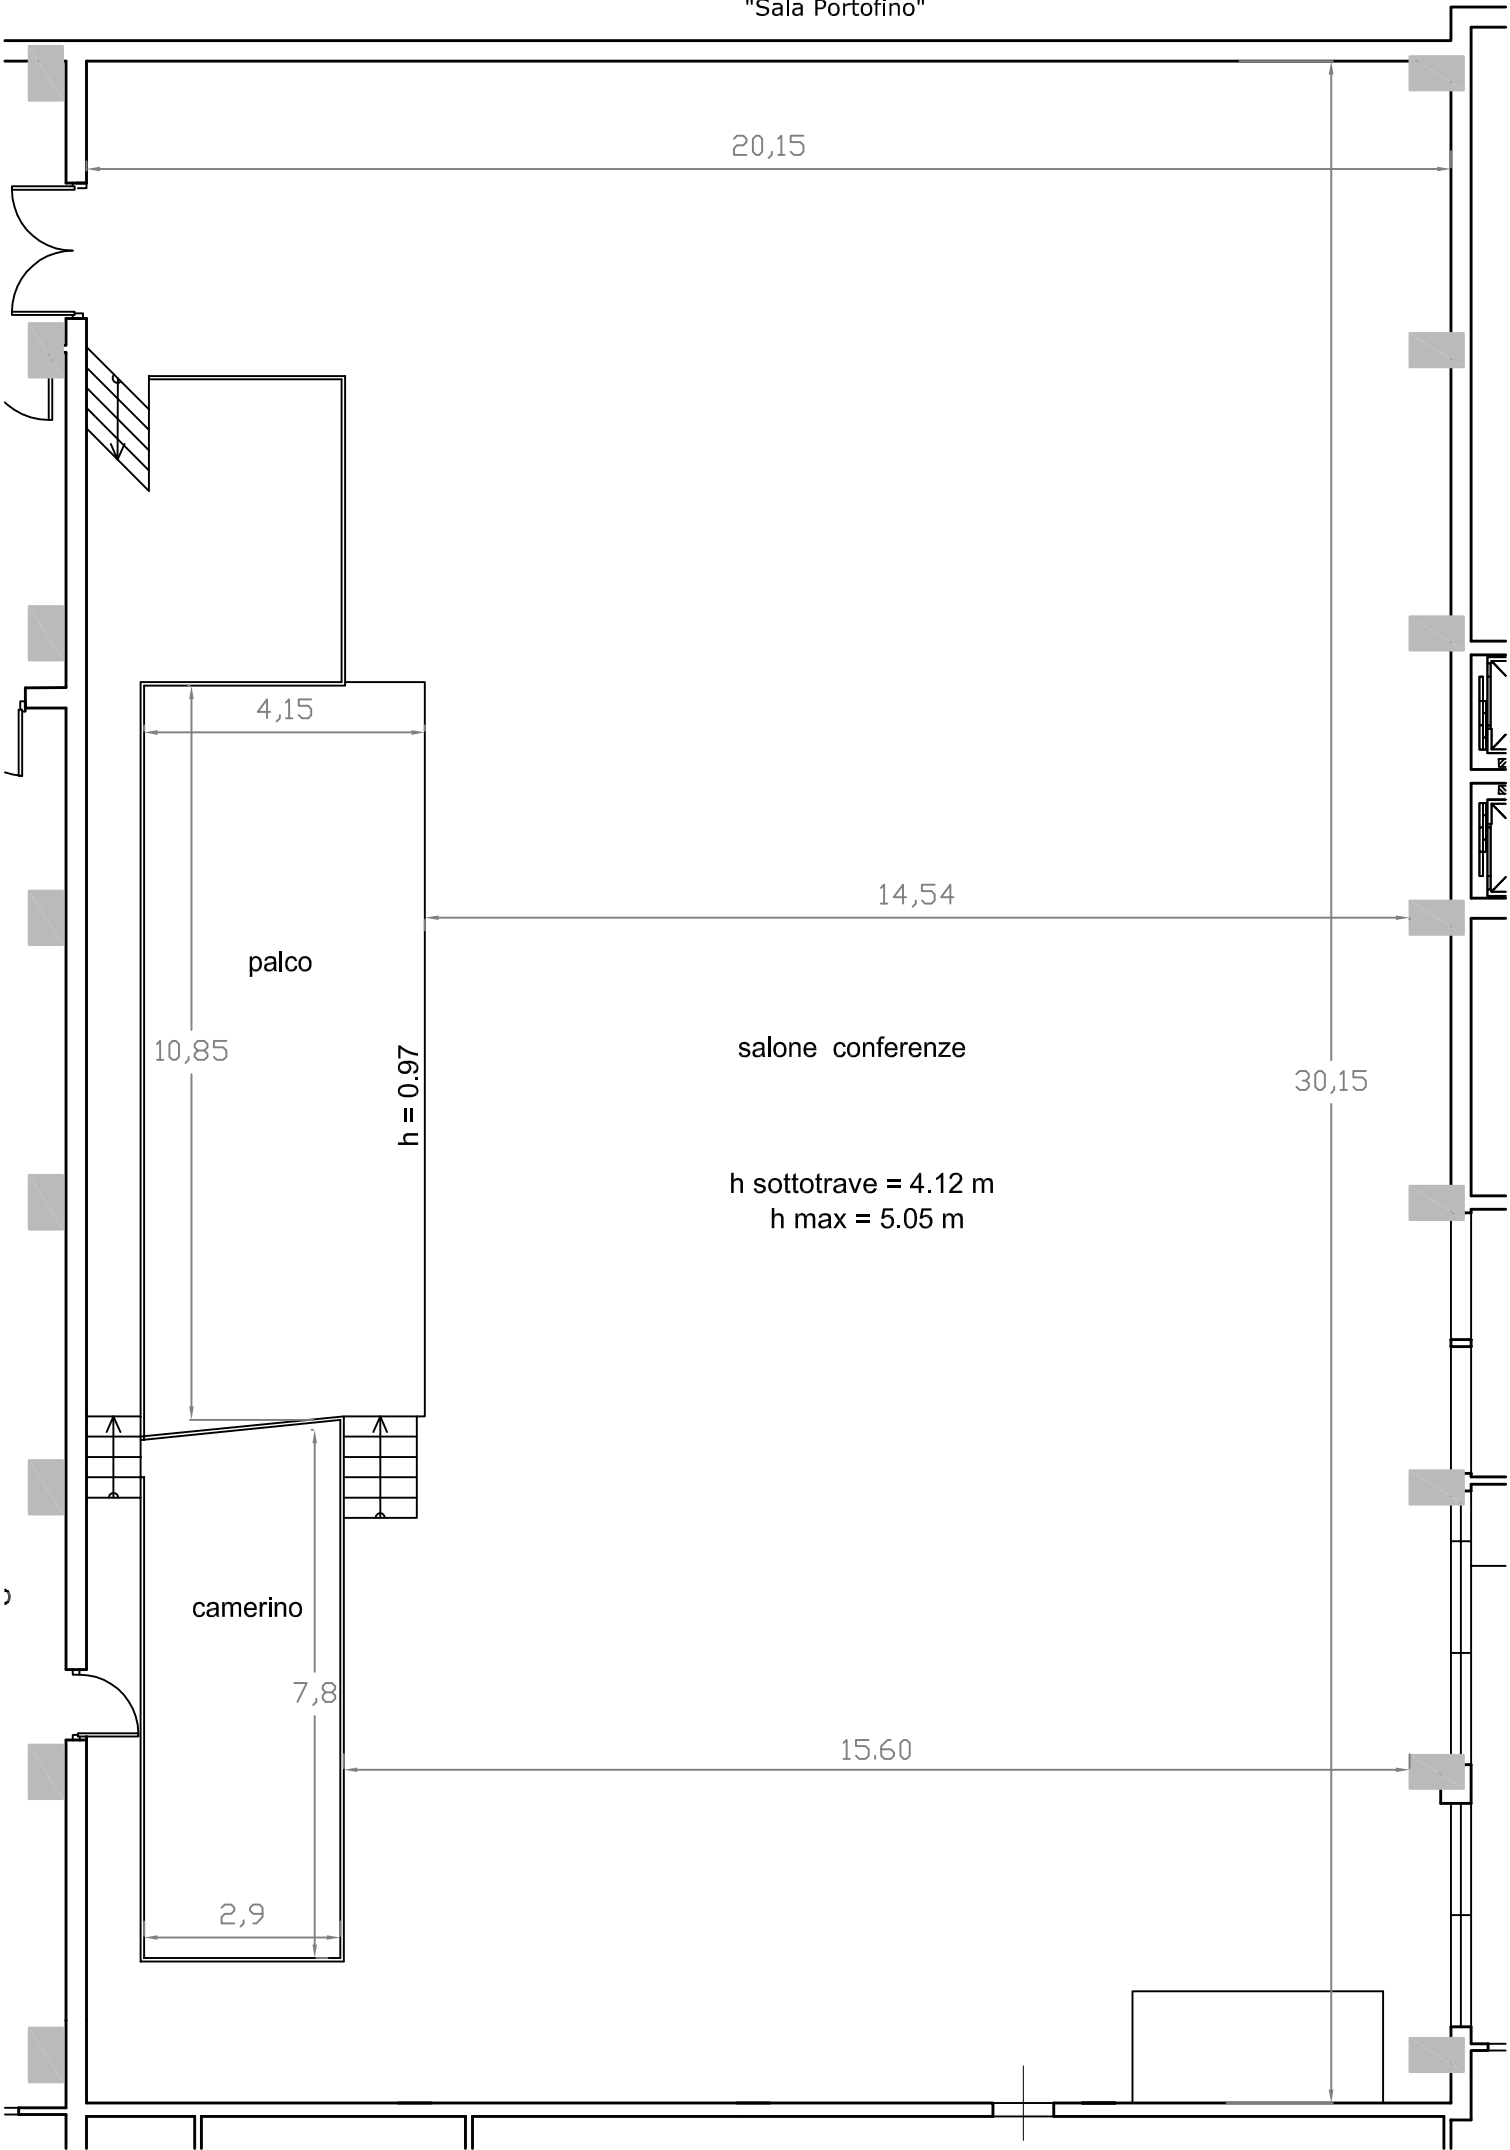 "Sala Portofino"
20,15
4,15
14,54
palco
10,85
h = 0.97
salone conferenze
30,15
h sottotrave = 4.12 m
h max = 5.05 m
camerino
7,8
15.60
2,9